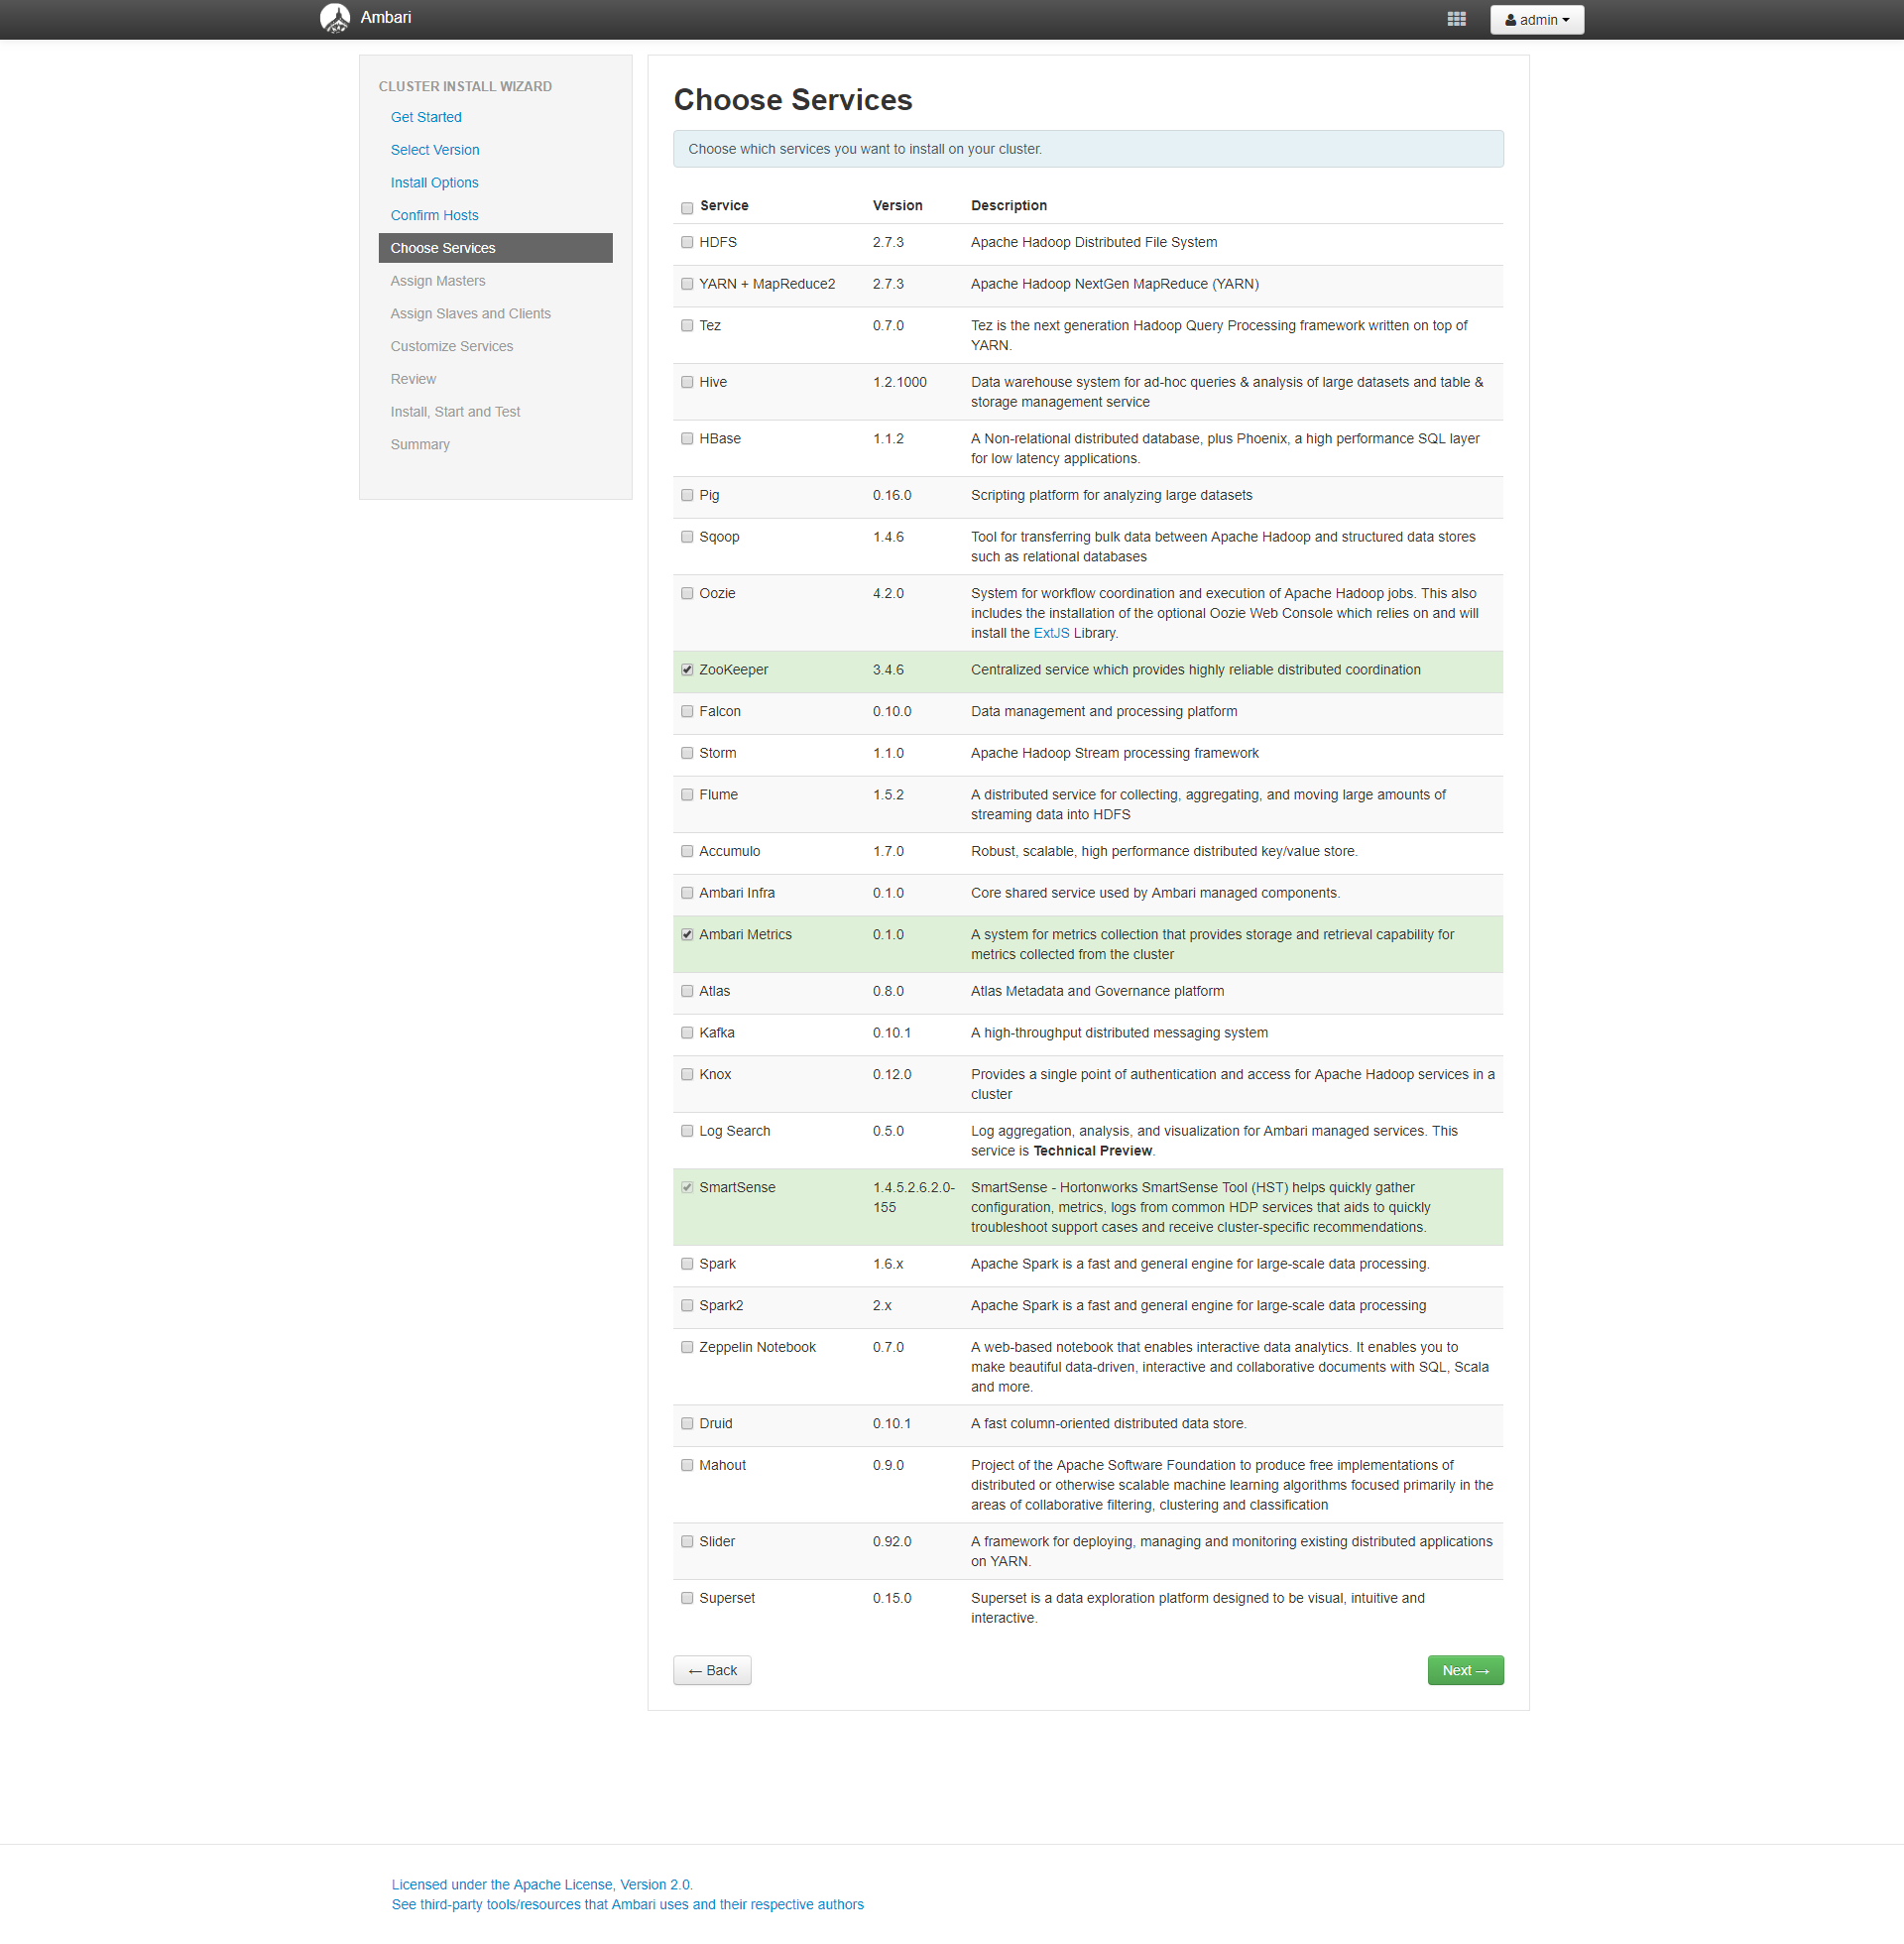 Ambari
admin
CLUSTER INSTALL WIZARD
Get Started
Select Version
Install Options
Confirm Hosts
Choose Services
Assign Masters
Assign Slaves and Clients
Customize Services
Review
Install, Start and Test
Summary
Choose Services
Choose which services you want to install on your cluster.
Service Version Description
HDFS 2.7.3 Apache Hadoop Distributed File System
YARN + MapReduce2 2.7.3 Apache Hadoop NextGen MapReduce (YARN)
Tez 0.7.0 Tez is the next generation Hadoop Query Processing framework written on top of
YARN.
Hive 1.2.1000 Data warehouse system for ad-hoc queries & analysis of large datasets and table &
storage management service
HBase 1.1.2 A Non-relational distributed database, plus Phoenix, a high performance SQL layer
for low latency applications.
Pig 0.16.0 Scripting platform for analyzing large datasets
Sqoop 1.4.6 Tool for transferring bulk data between Apache Hadoop and structured data stores
such as relational databases
Oozie 4.2.0 System for workflow coordination and execution of Apache Hadoop jobs. This also
includes the installation of the optional Oozie Web Console which relies on and will
install the ExtJS Library.
ZooKeeper 3.4.6 Centralized service which provides highly reliable distributed coordination
Falcon 0.10.0 Data management and processing platform
Storm 1.1.0 Apache Hadoop Stream processing framework
Flume 1.5.2 A distributed service for collecting, aggregating, and moving large amounts of
streaming data into HDFS
Accumulo 1.7.0 Robust, scalable, high performance distributed key/value store.
Ambari Infra 0.1.0 Core shared service used by Ambari managed components.
Ambari Metrics 0.1.0 A system for metrics collection that provides storage and retrieval capability for
metrics collected from the cluster
Atlas 0.8.0 Atlas Metadata and Governance platform
Kafka 0.10.1 A high-throughput distributed messaging system
Knox 0.12.0 Provides a single point of authentication and access for Apache Hadoop services in a
cluster
Log Search 0.5.0 Log aggregation, analysis, and visualization for Ambari managed services. This
service is Technical Preview.
SmartSense 1.4.5.2.6.2.0- SmartSense - Hortonworks SmartSense Tool (HST) helps quickly gather
155 configuration, metrics, logs from common HDP services that aids to quickly
troubleshoot support cases and receive cluster-specific recommendations.
Spark 1.6.x Apache Spark is a fast and general engine for large-scale data processing.
Spark2 2.x Apache Spark is a fast and general engine for large-scale data processing
Zeppelin Notebook 0.7.0 A web-based notebook that enables interactive data analytics. It enables you to
make beautiful data-driven, interactive and collaborative documents with SQL, Scala
and more.
Druid 0.10.1 A fast column-oriented distributed data store.
Mahout 0.9.0 Project of the Apache Software Foundation to produce free implementations of
distributed or otherwise scalable machine learning algorithms focused primarily in the
areas of collaborative filtering, clustering and classification
Slider 0.92.0 A framework for deploying, managing and monitoring existing distributed applications
on YARN.
Superset 0.15.0 Superset is a data exploration platform designed to be visual, intuitive and
interactive.
← Back
Next →
Licensed under the Apache License, Version 2.0.
See third-party tools/resources that Ambari uses and their respective authors